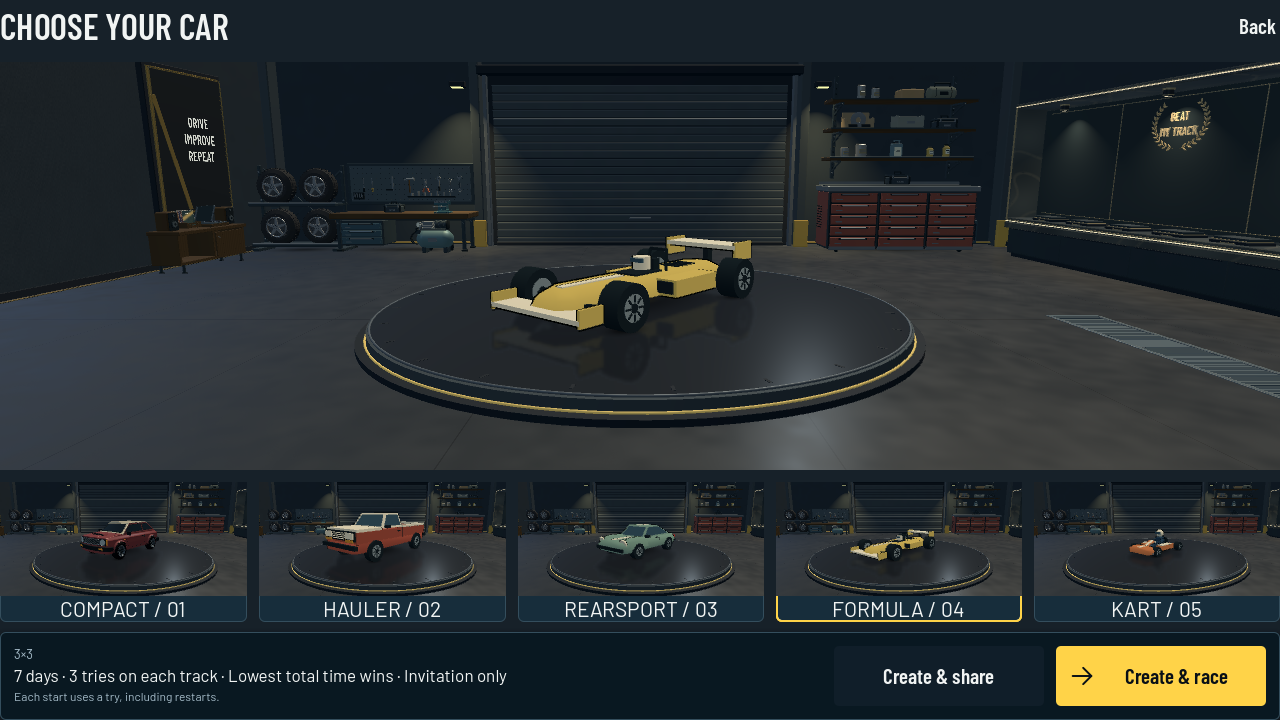 CHOOSE YOUR CAR
Back
DRIVE
IMPROVE
REPEAT
BEAT
MY TRACK
COMPACT / 01
HAULER / 02
REARSPORT / 03
FORMULA / 04
KART / 05
3×3
7 days · 3 tries on each track · Lowest total time wins · Invitation only
Each start uses a try, including restarts.
Create & share
Create & race